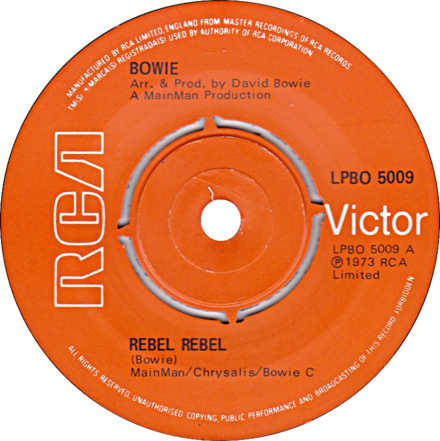 MANUFACTURED BY RCA LIMITED, ENGLAND FROM MASTER RECORDINGS OF RCA RECORDS
TM(S) ® MARCA(S) REGISTRADA(S) USED BY AUTHORITY OF RCA CORPORATION
BOWIE
Arr. & Prod. by David Bowie
A MainMan Production
RCA
LPBO 5009
Victor
LPBO 5009 A
Ⓟ1973 RCA
Limited
REBEL REBEL
(Bowie)
MainMan/Chrysalis/Bowie C
ALL RIGHTS RESERVED, UNAUTHORISED COPYING, PUBLIC PERFORMANCE AND BROADCASTING OF THIS RECORD FORBIDDEN